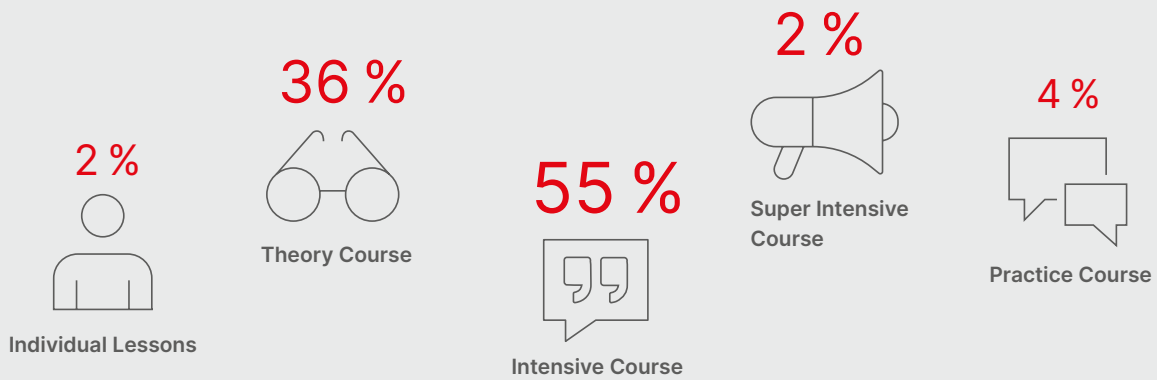 2 %
Individual Lessons
36 %
Theory Course
55 %
Intensive Course
2 %
Super Intensive
Course
4 %
Practice Course